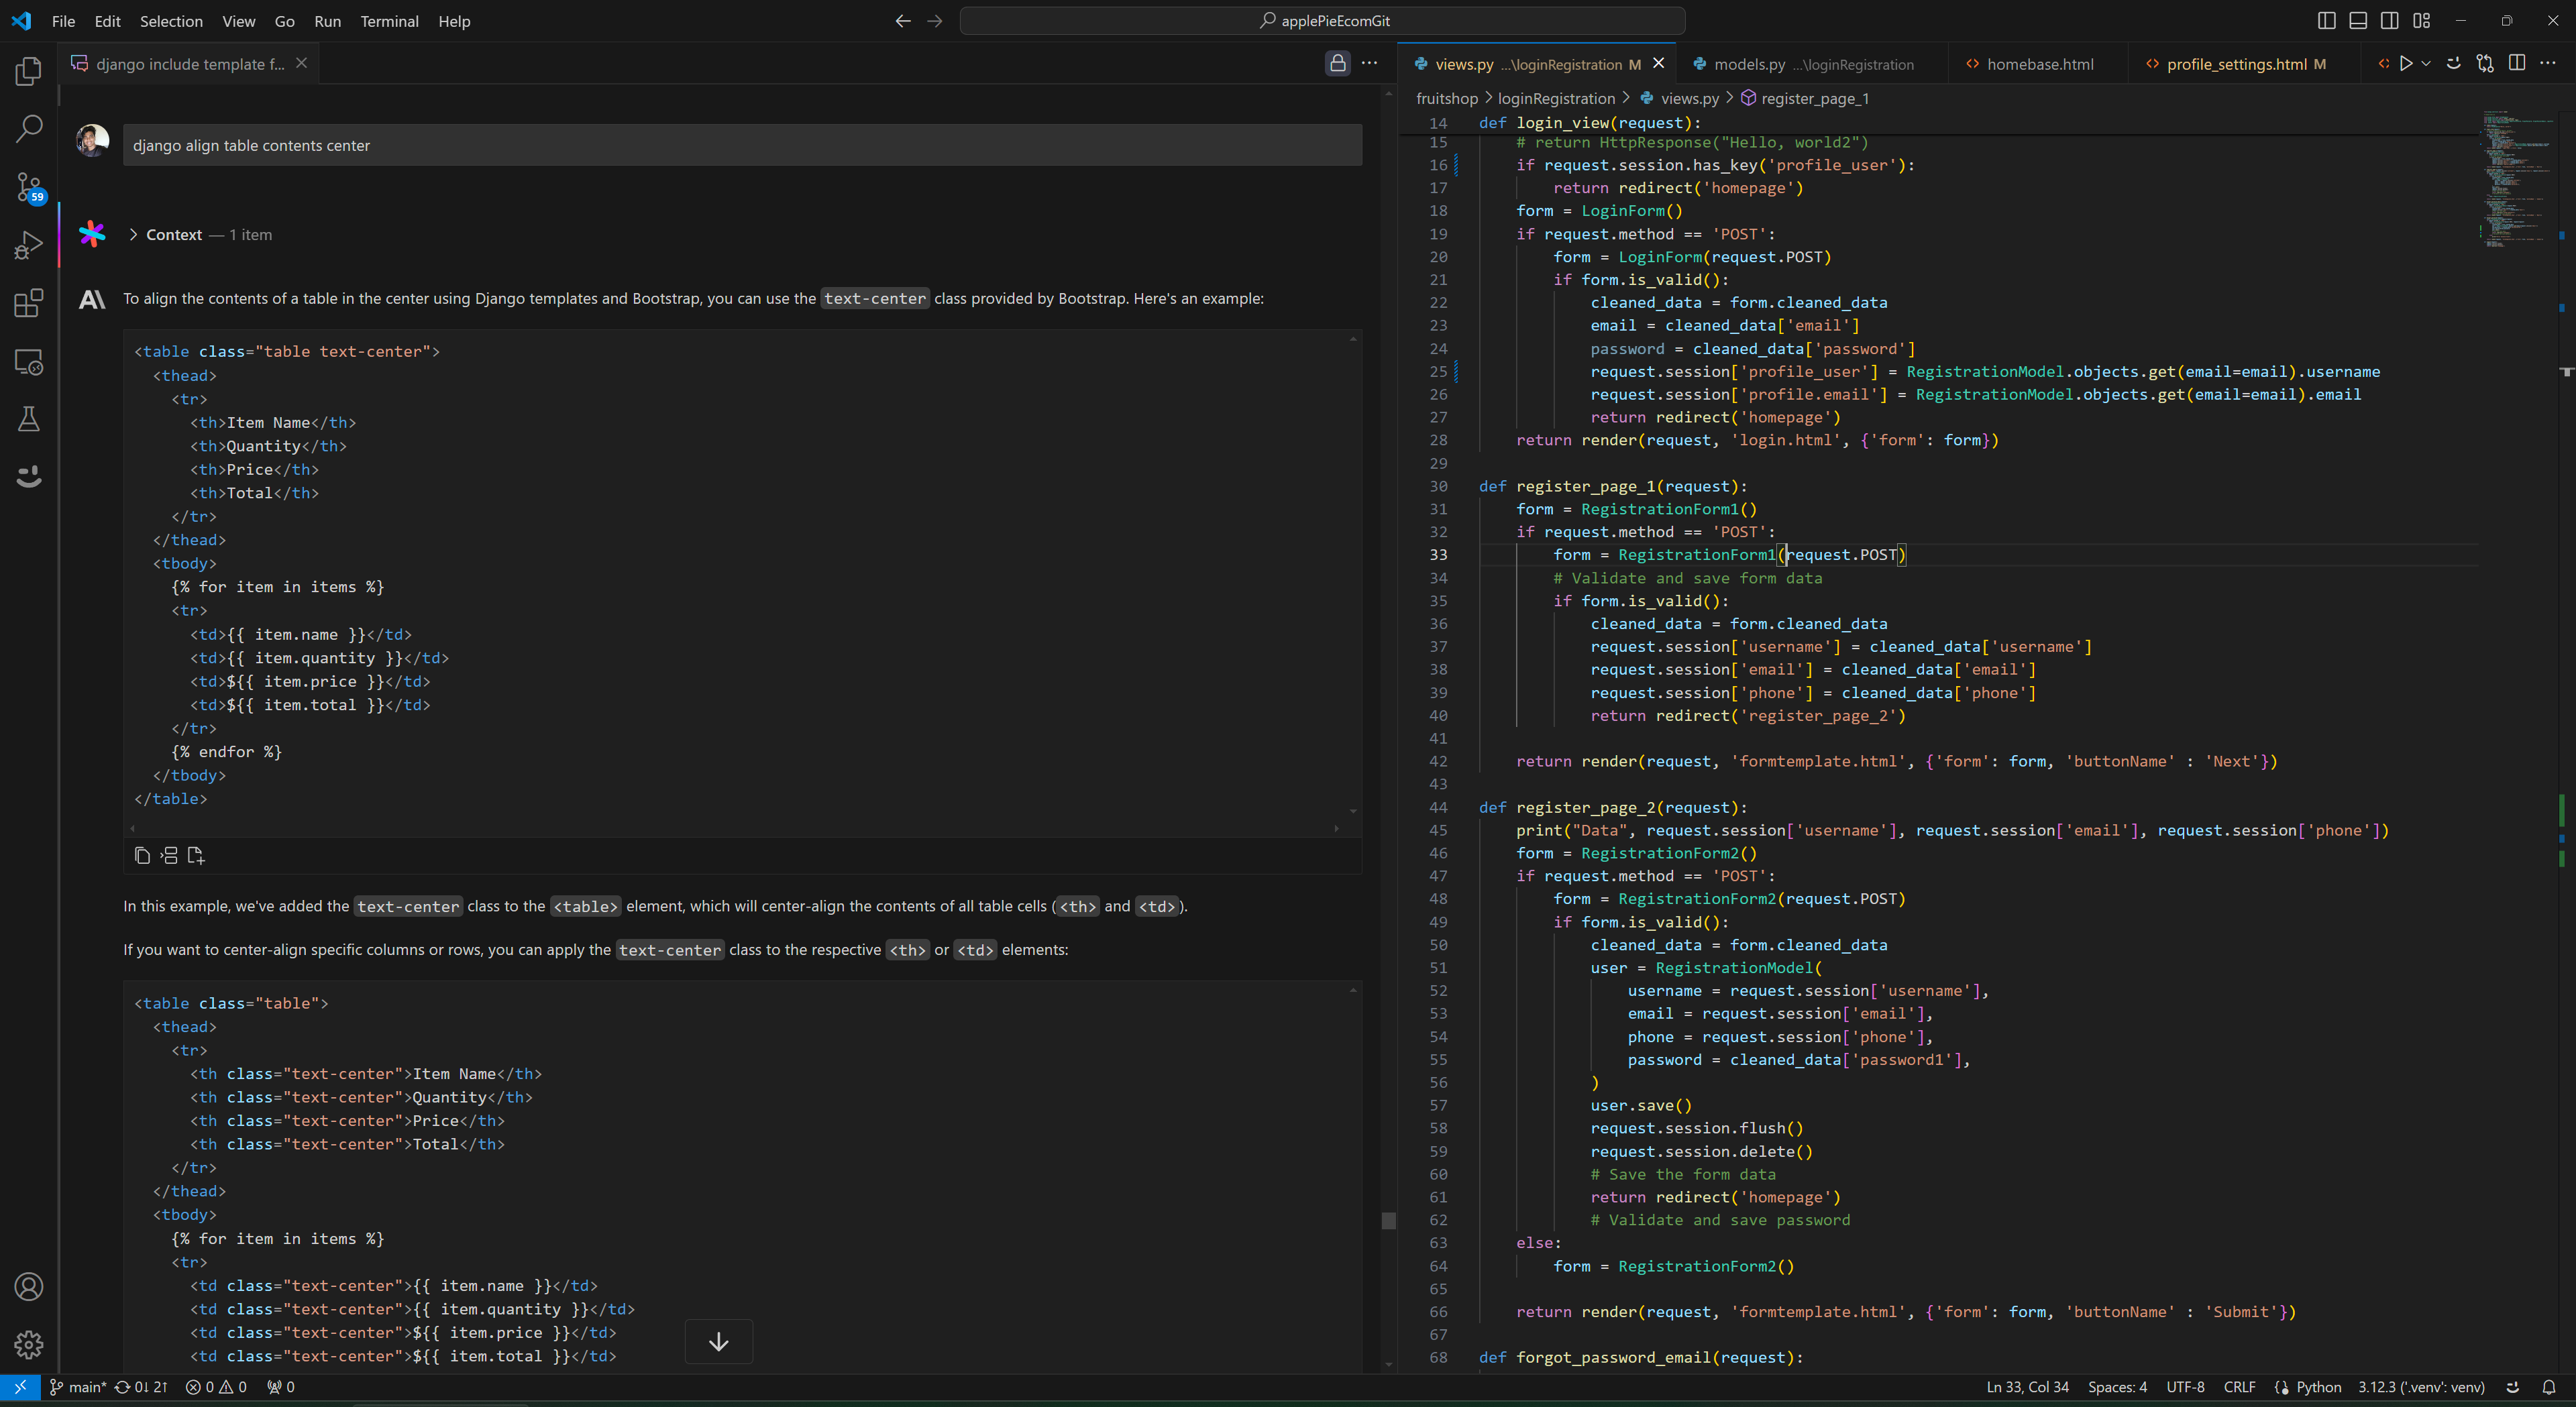 File Edit Selection View Go Run Terminal Help
applePieEcomGit
django include template f...
django align table contents center
59
Context — 1 item
To align the contents of a table in the center using Django templates and Bootstrap, you can use the text-center class provided by Bootstrap. Here's an example:
<table class="table text-center">
  <thead>
    <tr>
      <th>Item Name</th>
      <th>Quantity</th>
      <th>Price</th>
      <th>Total</th>
    </tr>
  </thead>
  <tbody>
    {% for item in items %}
    <tr>
      <td>{{ item.name }}</td>
      <td>{{ item.quantity }}</td>
      <td>${{ item.price }}</td>
      <td>${{ item.total }}</td>
    </tr>
    {% endfor %}
  </tbody>
</table>
In this example, we've added the text-center class to the <table> element, which will center-align the contents of all table cells (<th> and <td>).
If you want to center-align specific columns or rows, you can apply the text-center class to the respective <th> or <td> elements:
<table class="table">
  <thead>
    <tr>
      <th class="text-center">Item Name</th>
      <th class="text-center">Quantity</th>
      <th class="text-center">Price</th>
      <th class="text-center">Total</th>
    </tr>
  </thead>
  <tbody>
    {% for item in items %}
    <tr>
      <td class="text-center">{{ item.name }}</td>
      <td class="text-center">{{ item.quantity }}</td>
      <td class="text-center">${{ item.price }}</td>
      <td class="text-center">${{ item.total }}</td>
views.py ...\loginRegistration M models.py ...\loginRegistration homebase.html profile_settings.html M
fruitshop > loginRegistration > views.py > register_page_1
14 def login_view(request):
15     # return HttpResponse("Hello, world2")
16     if request.session.has_key('profile_user'):
17         return redirect('homepage')
18     form = LoginForm()
19     if request.method == 'POST':
20         form = LoginForm(request.POST)
21         if form.is_valid():
22             cleaned_data = form.cleaned_data
23             email = cleaned_data['email']
24             password = cleaned_data['password']
25             request.session['profile_user'] = RegistrationModel.objects.get(email=email).username
26             request.session['profile.email'] = RegistrationModel.objects.get(email=email).email
27             return redirect('homepage')
28     return render(request, 'login.html', {'form': form})
29
30 def register_page_1(request):
31     form = RegistrationForm1()
32     if request.method == 'POST':
33         form = RegistrationForm1(request.POST)
34         # Validate and save form data
35         if form.is_valid():
36             cleaned_data = form.cleaned_data
37             request.session['username'] = cleaned_data['username']
38             request.session['email'] = cleaned_data['email']
39             request.session['phone'] = cleaned_data['phone']
40             return redirect('register_page_2')
41
42     return render(request, 'formtemplate.html', {'form': form, 'buttonName' : 'Next'})
43
44 def register_page_2(request):
45     print("Data", request.session['username'], request.session['email'], request.session['phone'])
46     form = RegistrationForm2()
47     if request.method == 'POST':
48         form = RegistrationForm2(request.POST)
49         if form.is_valid():
50             cleaned_data = form.cleaned_data
51             user = RegistrationModel(
52                 username = request.session['username'],
53                 email = request.session['email'],
54                 phone = request.session['phone'],
55                 password = cleaned_data['password1'],
56             )
57             user.save()
58             request.session.flush()
59             request.session.delete()
60             # Save the form data
61             return redirect('homepage')
62             # Validate and save password
63     else:
64         form = RegistrationForm2()
65
66     return render(request, 'formtemplate.html', {'form': form, 'buttonName' : 'Submit'})
67
68 def forgot_password_email(request):
main* 0↓ 2↑ 0 0 0 Ln 33, Col 34 Spaces: 4 UTF-8 CRLF Python 3.12.3 ('.venv': venv)